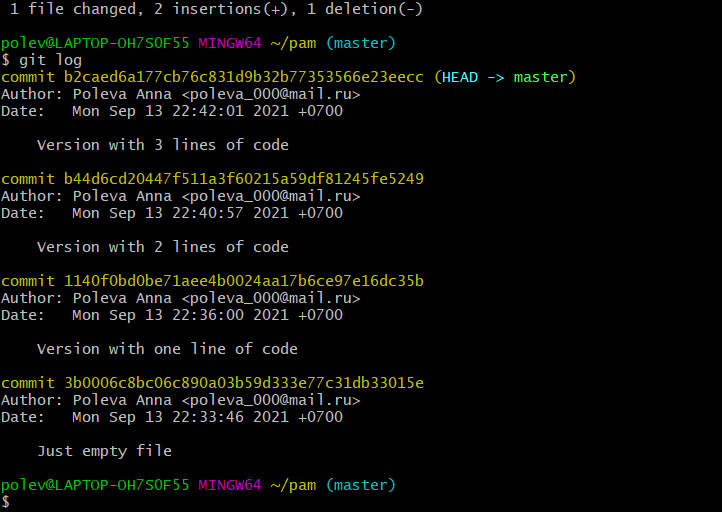 1 file changed, 2 insertions(+), 1 deletion(-)
polev@LAPTOP-OH7S0F55 MINGW64 ~/pam (master)
$ git log
commit b2caed6a177cb76c831d9b32b77353566e23eecc (HEAD -> master)
Author: Poleva Anna <poleva_000@mail.ru>
Date:   Mon Sep 13 22:42:01 2021 +0700
Version with 3 lines of code
commit b44d6cd20447f511a3f60215a59df81245fe5249
Author: Poleva Anna <poleva_000@mail.ru>
Date:   Mon Sep 13 22:40:57 2021 +0700
Version with 2 lines of code
commit 1140f0bd0be71aee4b0024aa17b6ce97e16dc35b
Author: Poleva Anna <poleva_000@mail.ru>
Date:   Mon Sep 13 22:36:00 2021 +0700
Version with one line of code
commit 3b0006c8bc06c890a03b59d333e77c31db33015e
Author: Poleva Anna <poleva_000@mail.ru>
Date:   Mon Sep 13 22:33:46 2021 +0700
Just empty file
polev@LAPTOP-OH7S0F55 MINGW64 ~/pam (master)
$